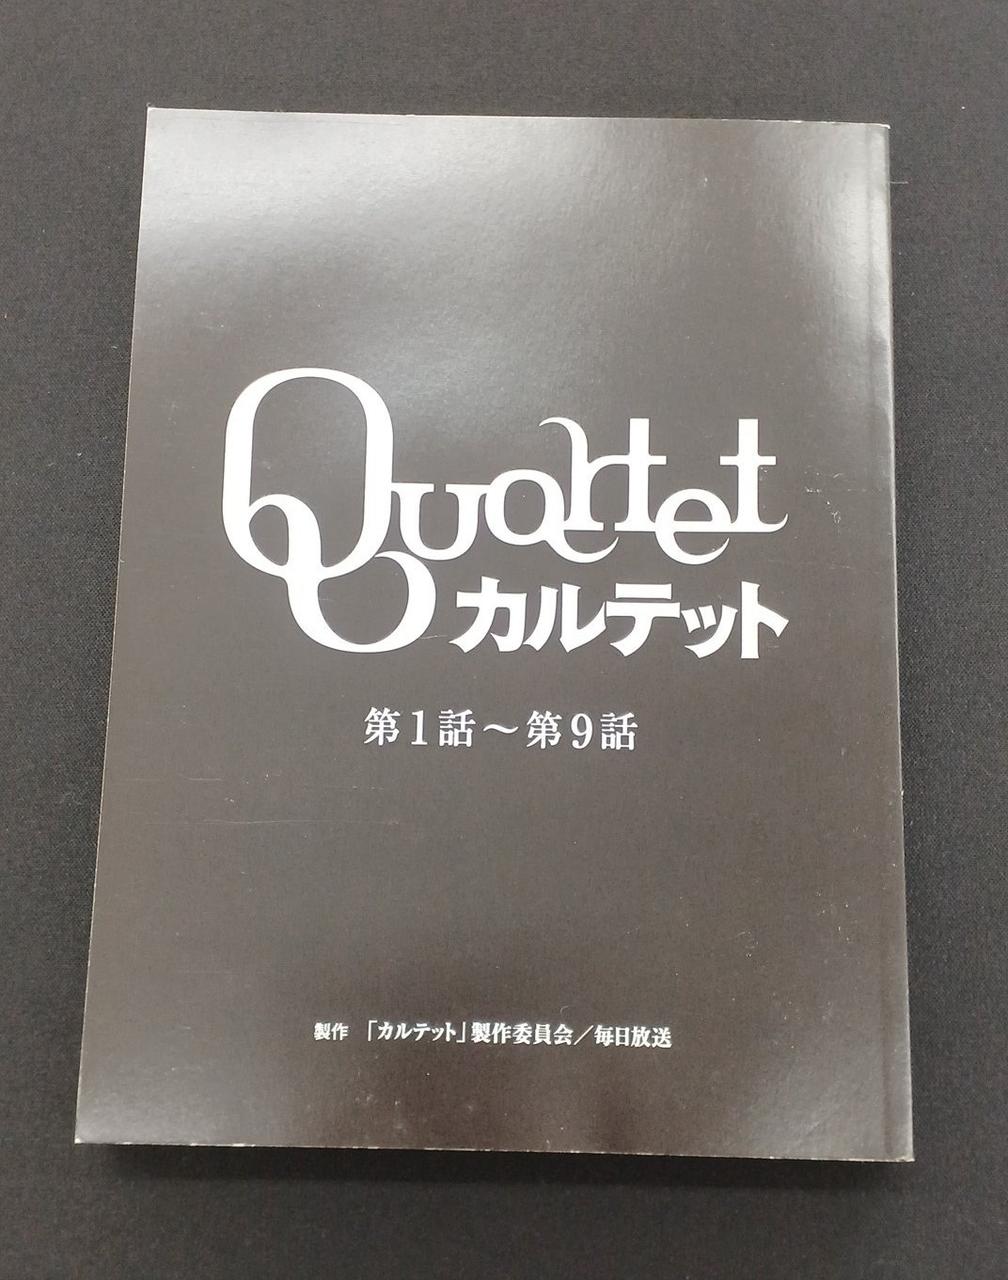 Quartet
カルテット
第1話～第9話
製作 「カルテット」製作委員会／毎日放送